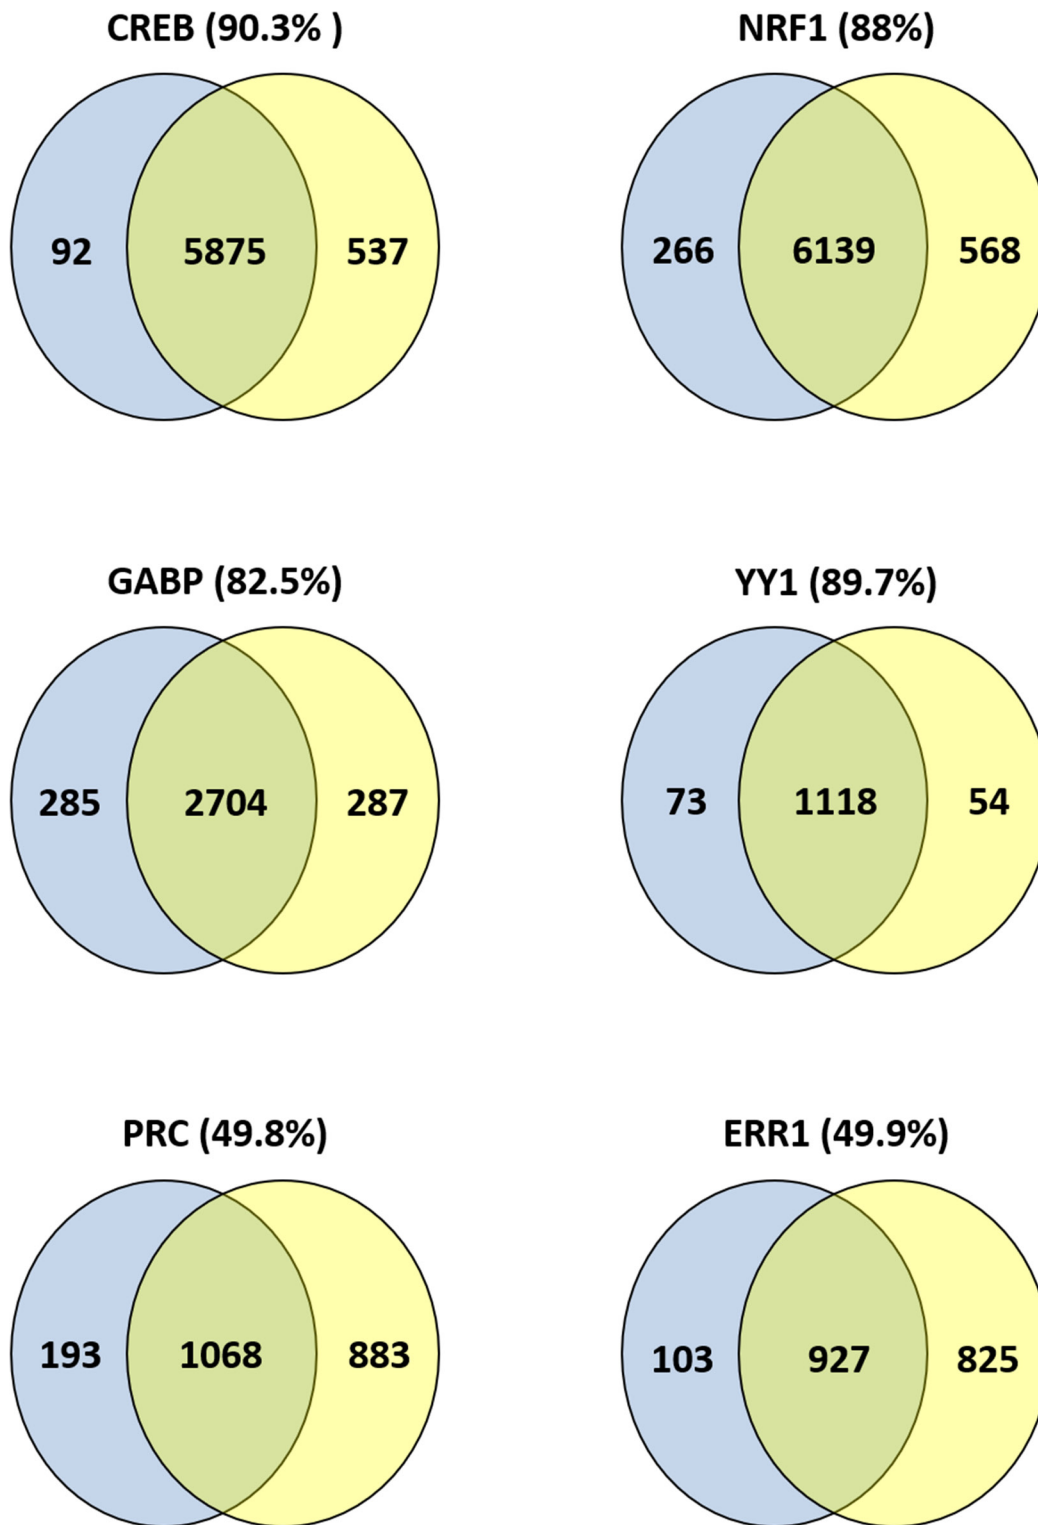 CREB (90.3% )
NRF1 (88%)
92 5875 537
266 6139 568
GABP (82.5%)
YY1 (89.7%)
285 2704 287
73 1118 54
PRC (49.8%)
ERR1 (49.9%)
193 1068 883
103 927 825